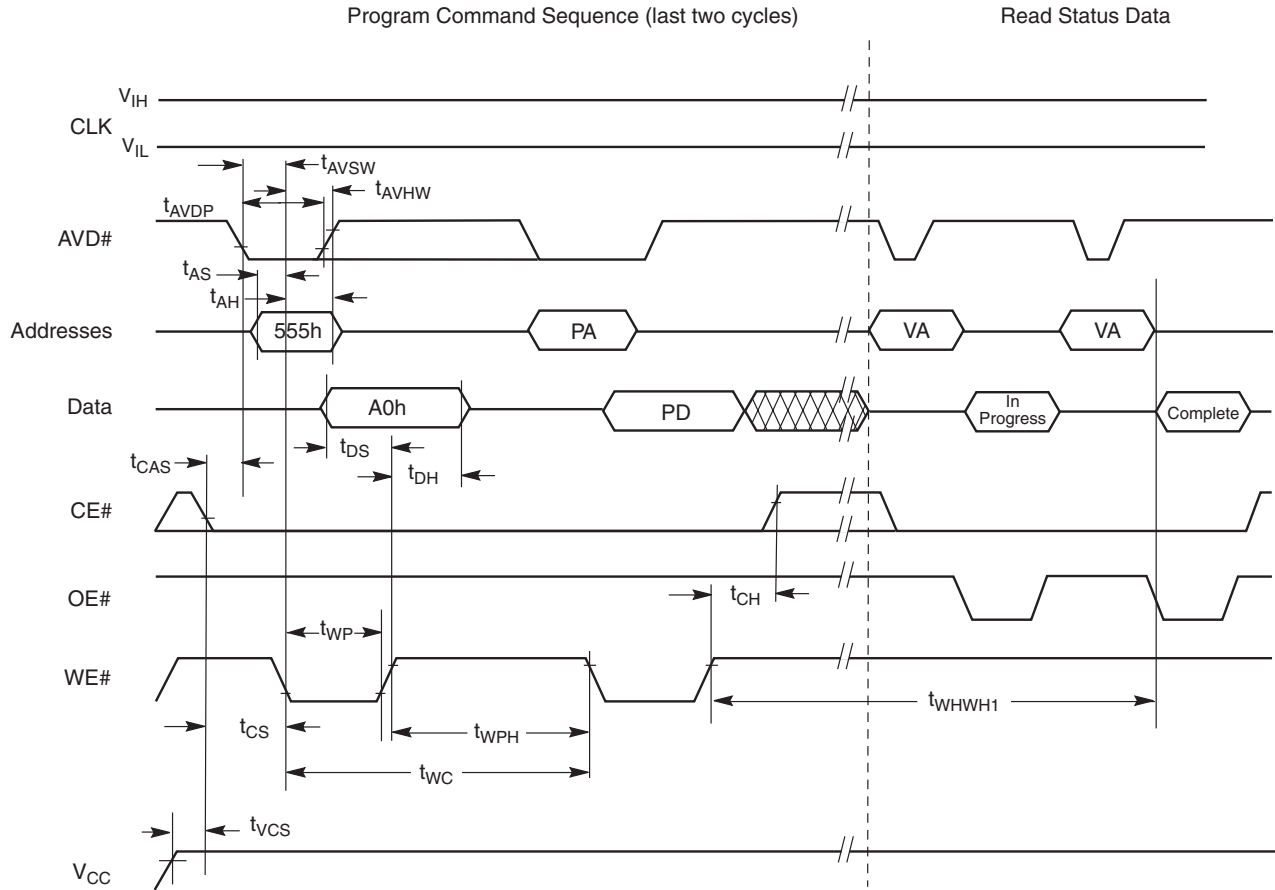 Program Command Sequence (last two cycles)
Read Status Data
VIH
CLK
VIL
tAVSW
tAVHW
tAVDP
AVD#
tAS
tAH
Addresses
555h
PA
VA
VA
Data
A0h
PD
In
Progress
Complete
tDS
tCAS
tDH
CE#
OE#
tCH
tWP
WE#
tWHWH1
tCS
tWPH
tWC
tVCS
VCC